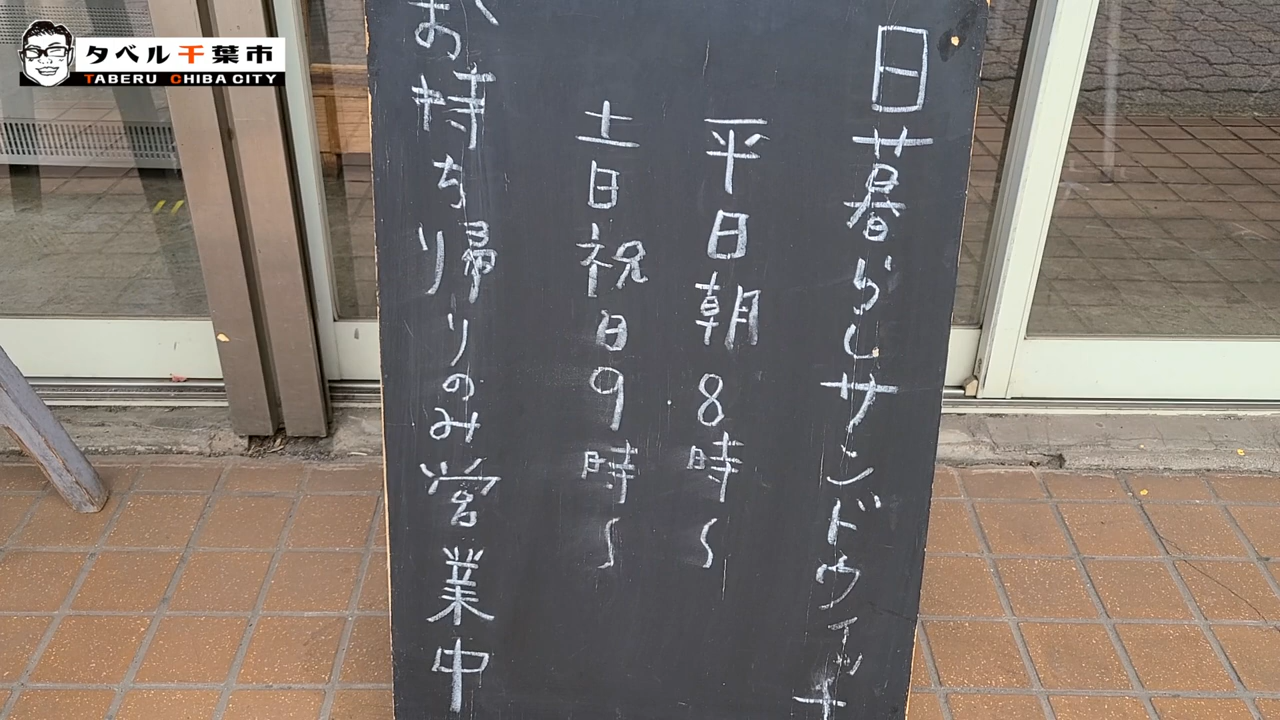 タベル千葉市
TABERU CHIBA CITY
日暮らしサンドウィッチ
平日朝8時〜
土日祝日9時〜
お持ち帰りのみ営業中
り